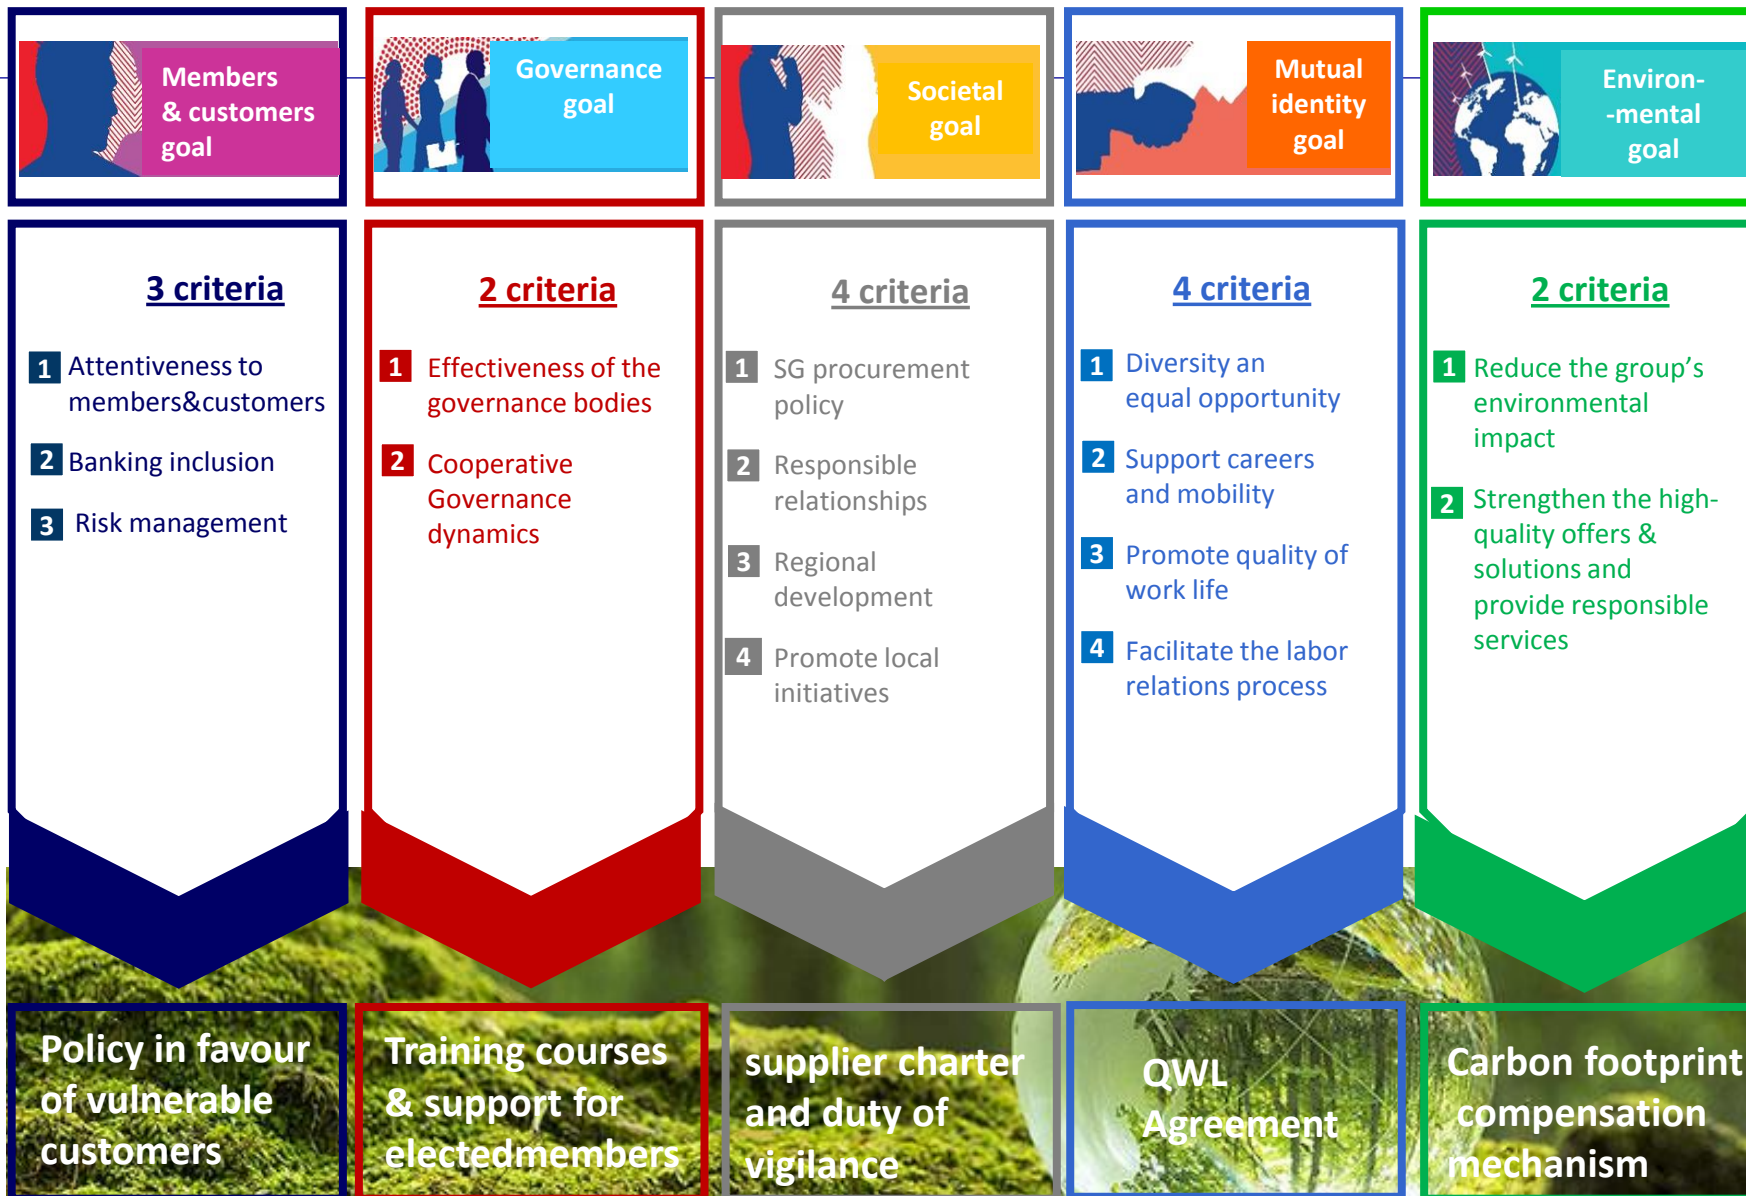 Members
& customers
goal
Governance
goal
Societal
goal
Mutual
identity
goal
Environ-
-mental
goal
3 criteria
1 Attentiveness to
members&customers
2 Banking inclusion
3 Risk management
2 criteria
1 Effectiveness of the
governance bodies
2 Cooperative
Governance
dynamics
4 criteria
1 SG procurement
policy
2 Responsible
relationships
3 Regional
development
4 Promote local
initiatives
4 criteria
1 Diversity an
equal opportunity
2 Support careers
and mobility
3 Promote quality of
work life
4 Facilitate the labor
relations process
2 criteria
1 Reduce the group's
environmental
impact
2 Strengthen the high-
quality offers &
solutions and
provide responsible
services
Policy in favour
of vulnerable
customers
Training courses
& support for
electedmembers
supplier charter
and duty of
vigilance
QWL
Agreement
Carbon footprint
compensation
mechanism